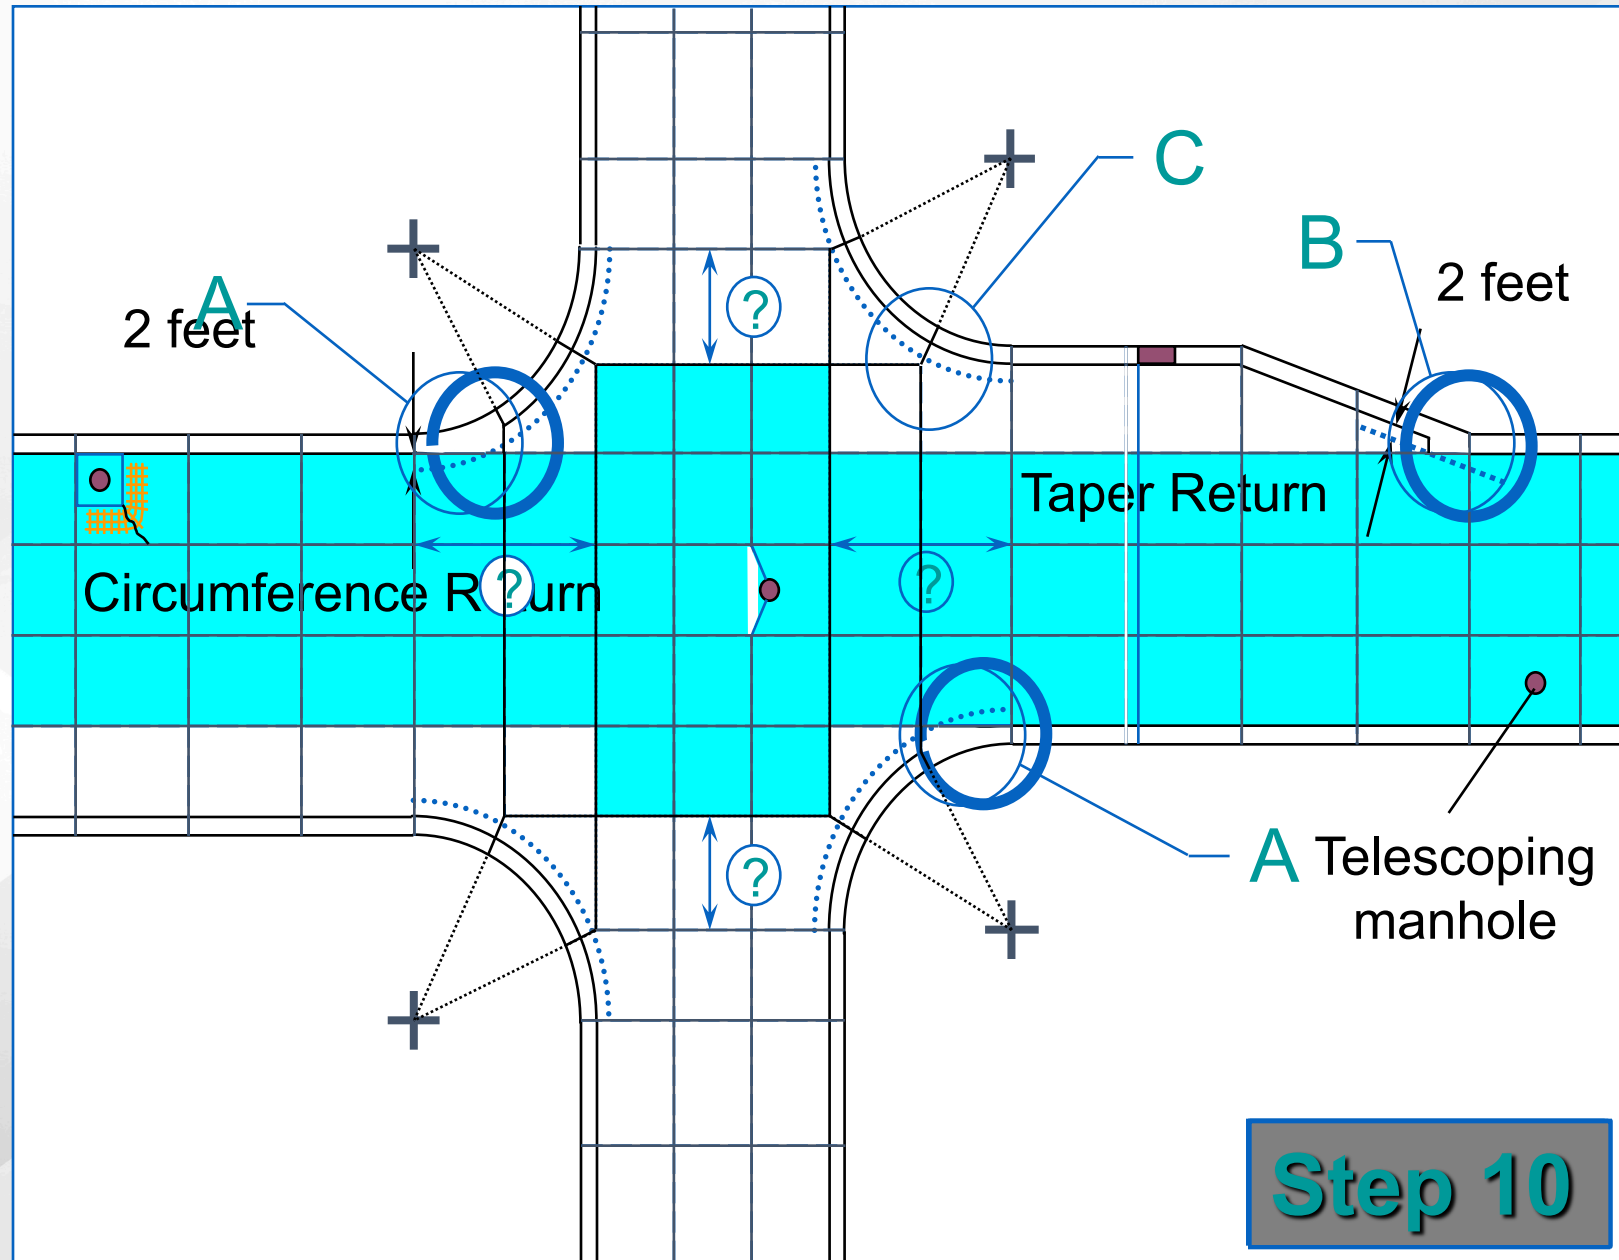 C
B
2 feet
A
2 feet
?
Taper Return
?
?
Circumference R
urn
?
A
Telescoping
manhole
Step 10